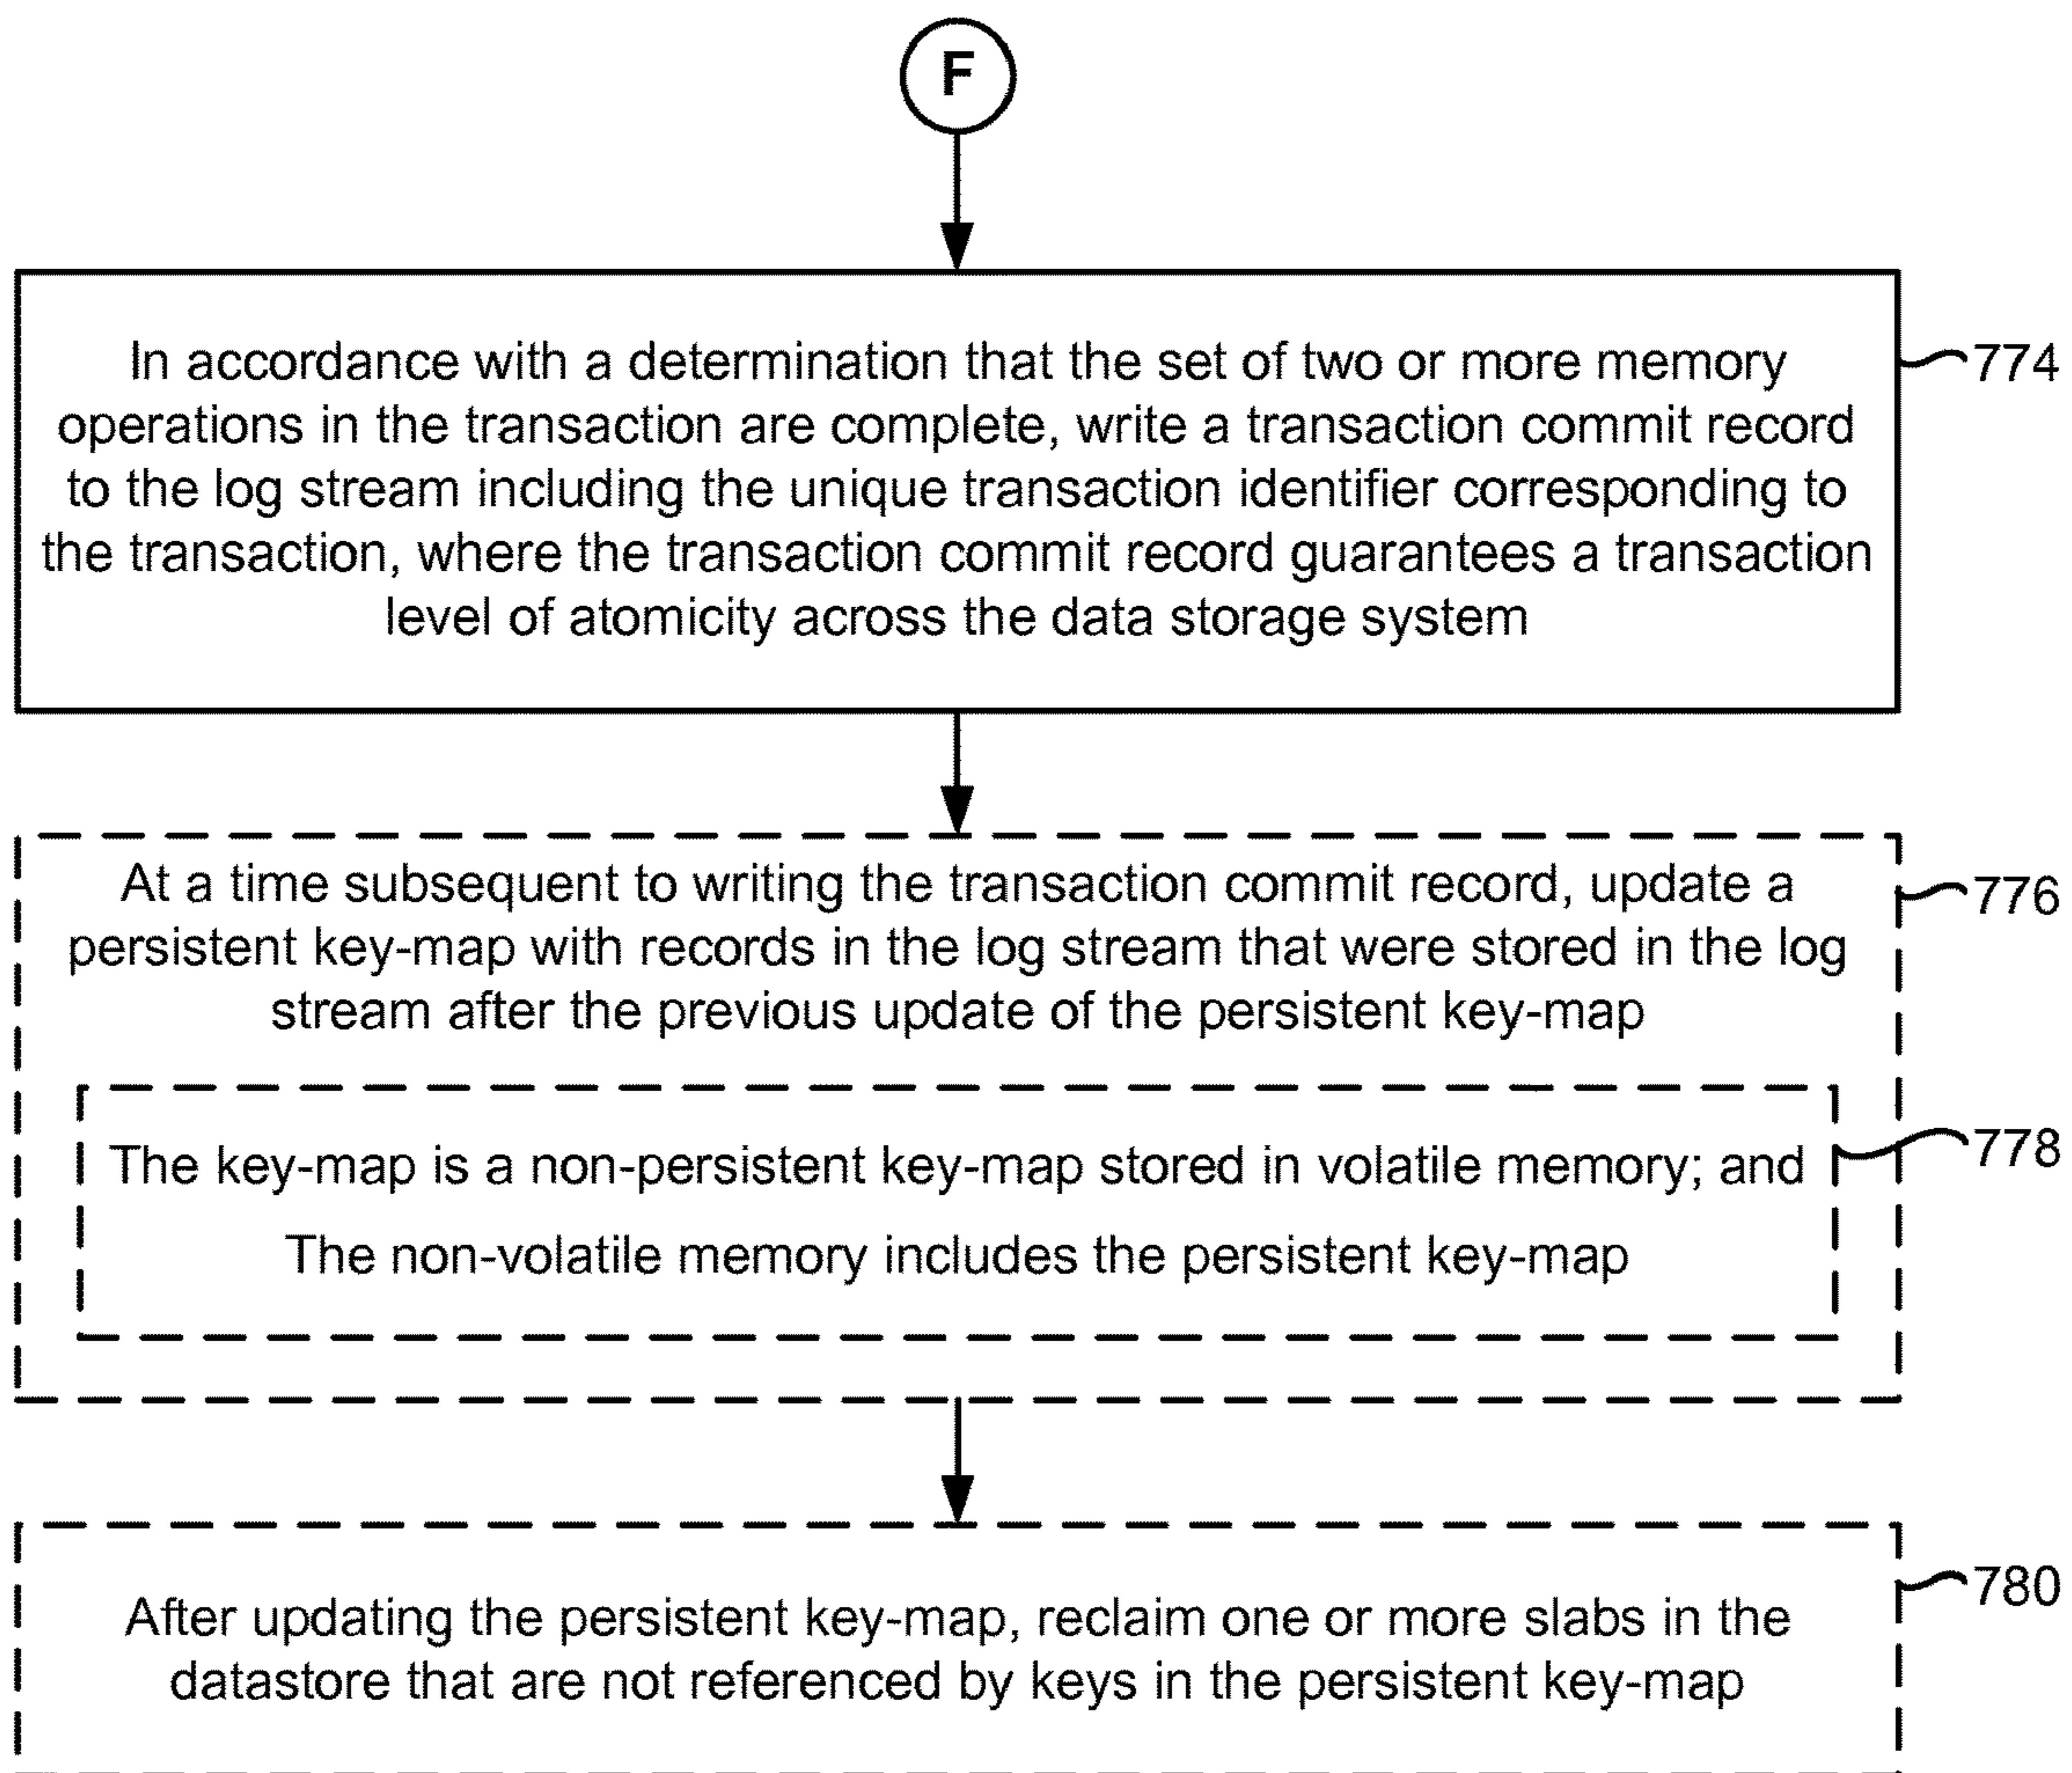 F
In accordance with a determination that the set of two or more memory
operations in the transaction are complete, write a transaction commit record
to the log stream including the unique transaction identifier corresponding to
the transaction, where the transaction commit record guarantees a transaction
level of atomicity across the data storage system
774
At a time subsequent to writing the transaction commit record, update a
persistent key-map with records in the log stream that were stored in the log
stream after the previous update of the persistent key-map
776
The key-map is a non-persistent key-map stored in volatile memory; and
The non-volatile memory includes the persistent key-map
778
After updating the persistent key-map, reclaim one or more slabs in the
datastore that are not referenced by keys in the persistent key-map
780